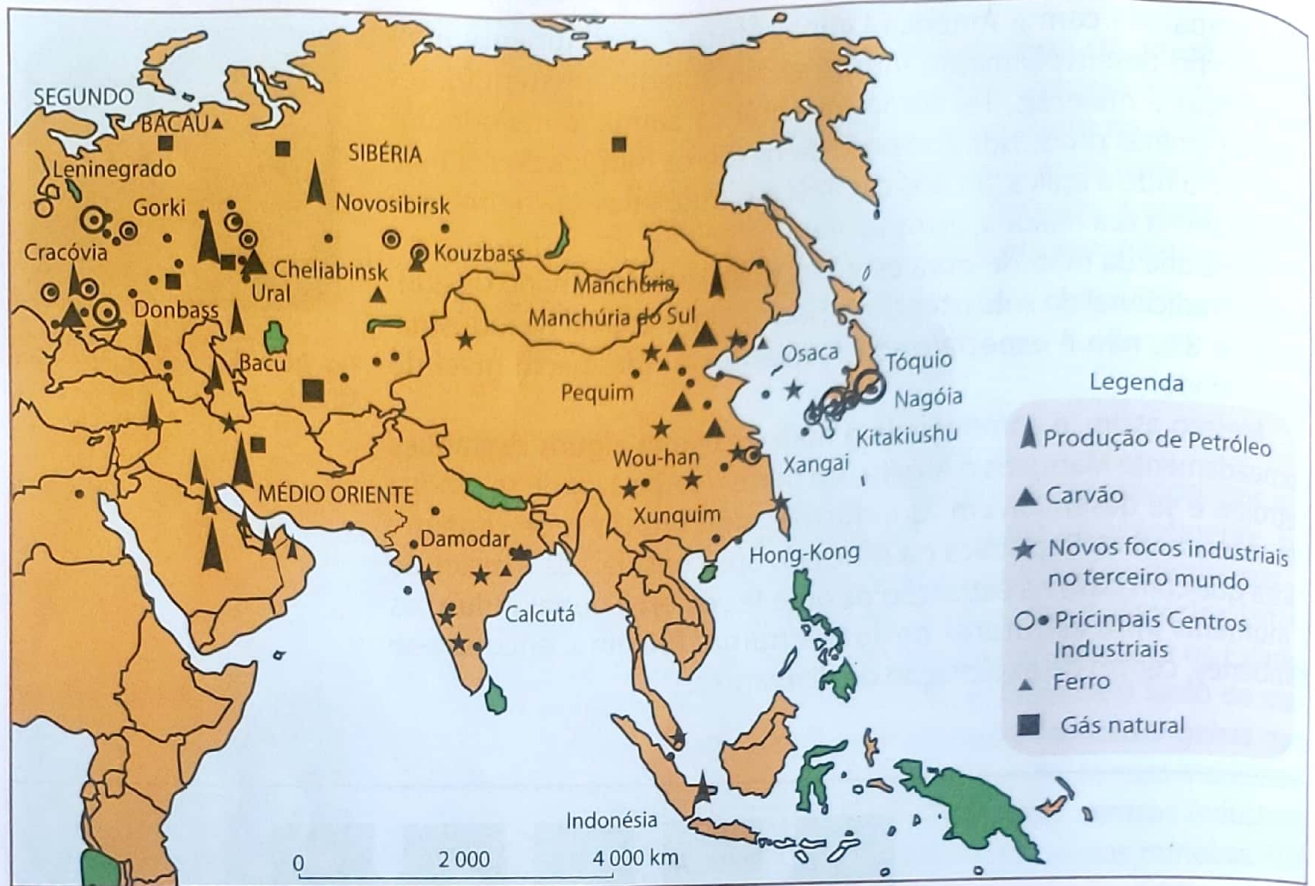 SEGUNDO
BACAU
Leninegrado
SIBÉRIA
Gorki
Novosibirsk
Cracóvia
Kouzbass
Cheliabinsk
Ural
Donbass
Manchúria
Manchúria do Sul
Bacu
Osaca
Tóquio
Pequim
Nagóia
Kitakiushu
Wou-han
Xangai
MÉDIO ORIENTE
Xunquim
Damodar
Hong-Kong
Calcutá
Indonésia
0 2 000 4 000 km
Legenda
Produção de Petróleo
Carvão
Novos focos industriais
no terceiro mundo
Pricinpais Centros
Industriais
Ferro
Gás natural